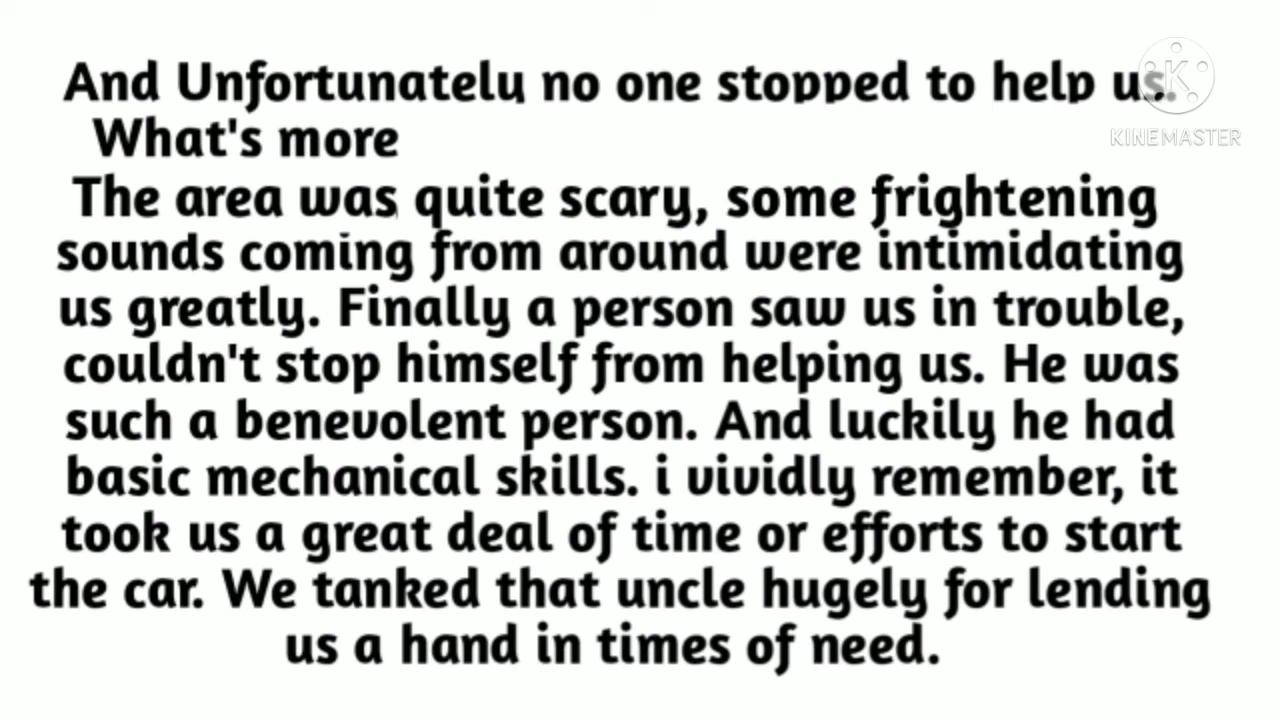 And Unfortunately no one stopped to help us.
What's more
The area was quite scary, some frightening
sounds coming from around were intimidating
us greatly. Finally a person saw us in trouble,
couldn't stop himself from helping us. He was
such a benevolent person. And luckily he had
basic mechanical skills. i vividly remember, it
took us a great deal of time or efforts to start
the car. We tanked that uncle hugely for lending
us a hand in times of need.
K
KINEMASTER